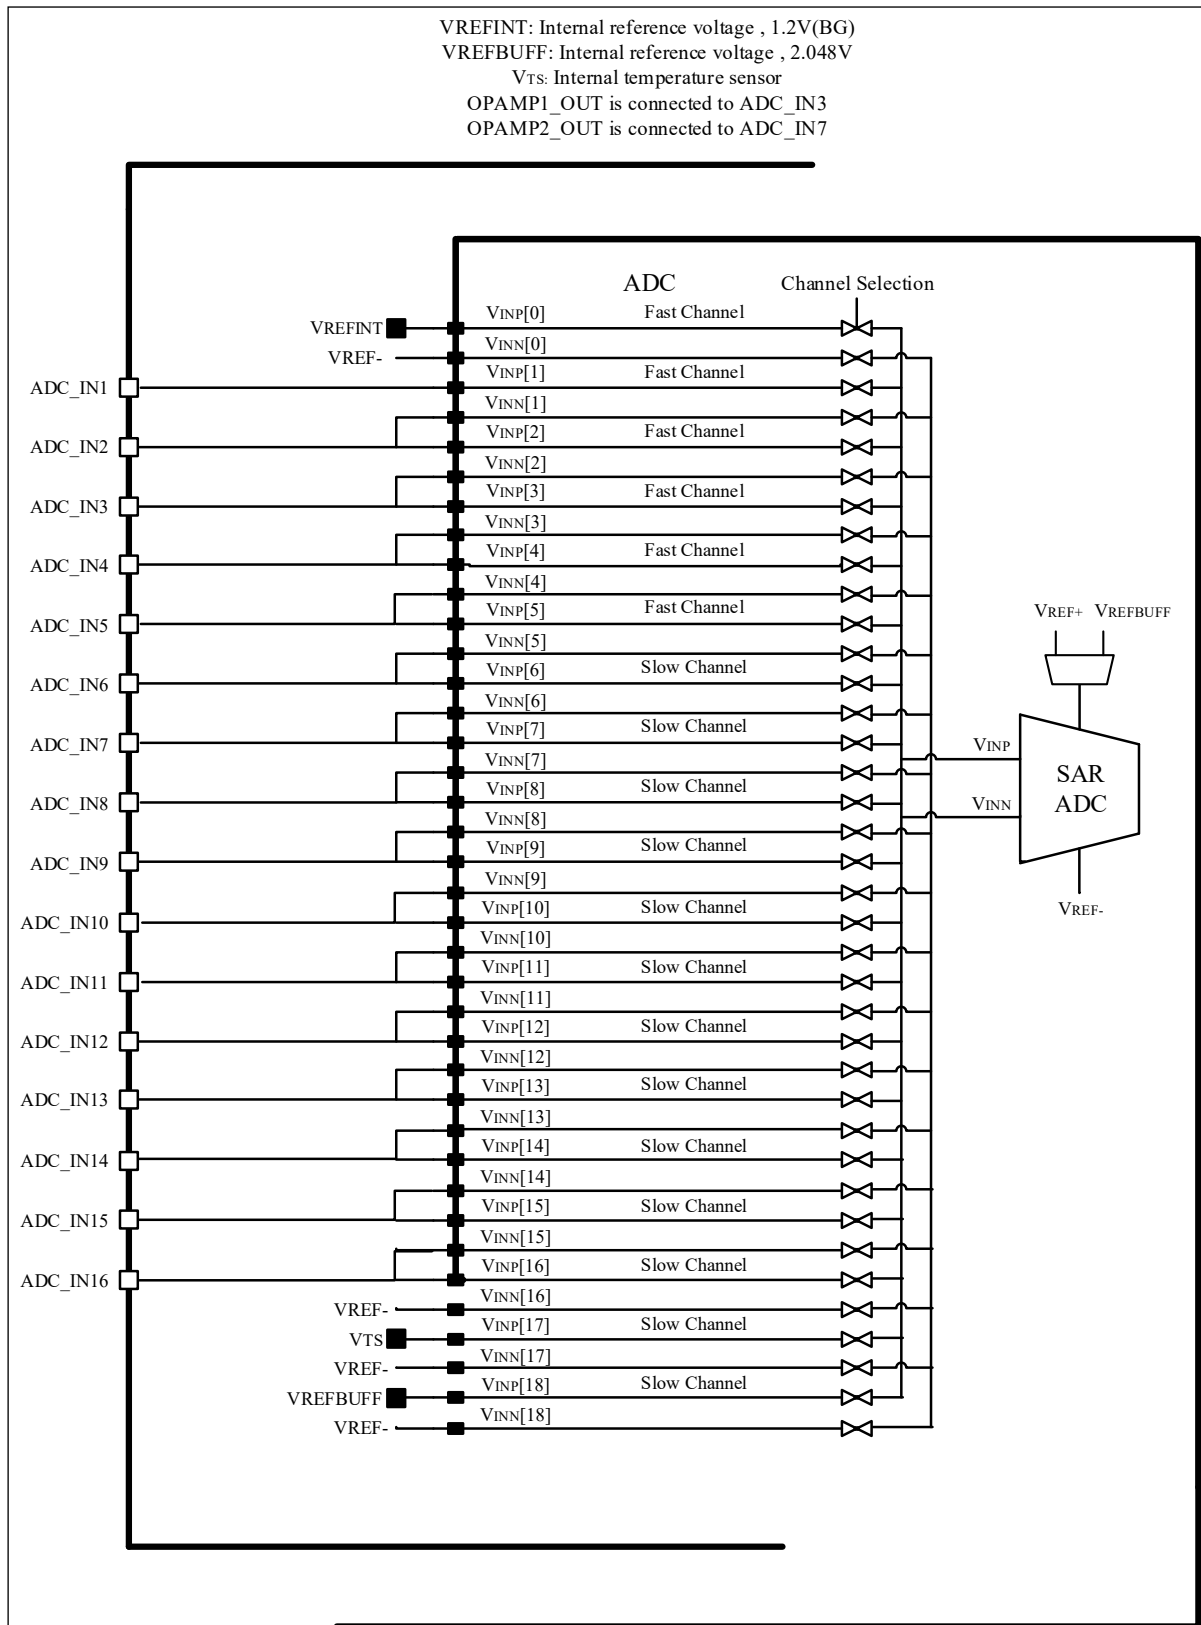 VREFINT: Internal reference voltage , 1.2V(BG)
VREFBUFF: Internal reference voltage , 2.048V
VTS: Internal temperature sensor
OPAMP1_OUT is connected to ADC_IN3
OPAMP2_OUT is connected to ADC_IN7
ADC
Channel Selection
VINP[0] Fast Channel
VREFINT
VINN[0]
VREF-
VINP[1] Fast Channel
ADC_IN1
VINN[1]
VINP[2] Fast Channel
ADC_IN2
VINN[2]
VINP[3] Fast Channel
ADC_IN3
VINN[3]
VINP[4] Fast Channel
ADC_IN4
VINN[4]
VINP[5] Fast Channel
ADC_IN5
VREF+ VREFBUFF
VINN[5]
VINP[6] Slow Channel
ADC_IN6
VINN[6]
VINP[7] Slow Channel
ADC_IN7
VINP
VINN[7]
VINP[8] Slow Channel
ADC_IN8
SAR
ADC
VINN
VINN[8]
VINP[9] Slow Channel
ADC_IN9
VINN[9]
VINP[10] Slow Channel
VREF-
ADC_IN10
VINN[10]
VINP[11] Slow Channel
ADC_IN11
VINN[11]
VINP[12] Slow Channel
ADC_IN12
VINN[12]
VINP[13] Slow Channel
ADC_IN13
VINN[13]
VINP[14] Slow Channel
ADC_IN14
VINN[14]
VINP[15] Slow Channel
ADC_IN15
VINN[15]
VINP[16] Slow Channel
ADC_IN16
VINN[16]
VREF-
VINP[17] Slow Channel
VTS
VINN[17]
VREF-
VINP[18] Slow Channel
VREFBUFF
VINN[18]
VREF-